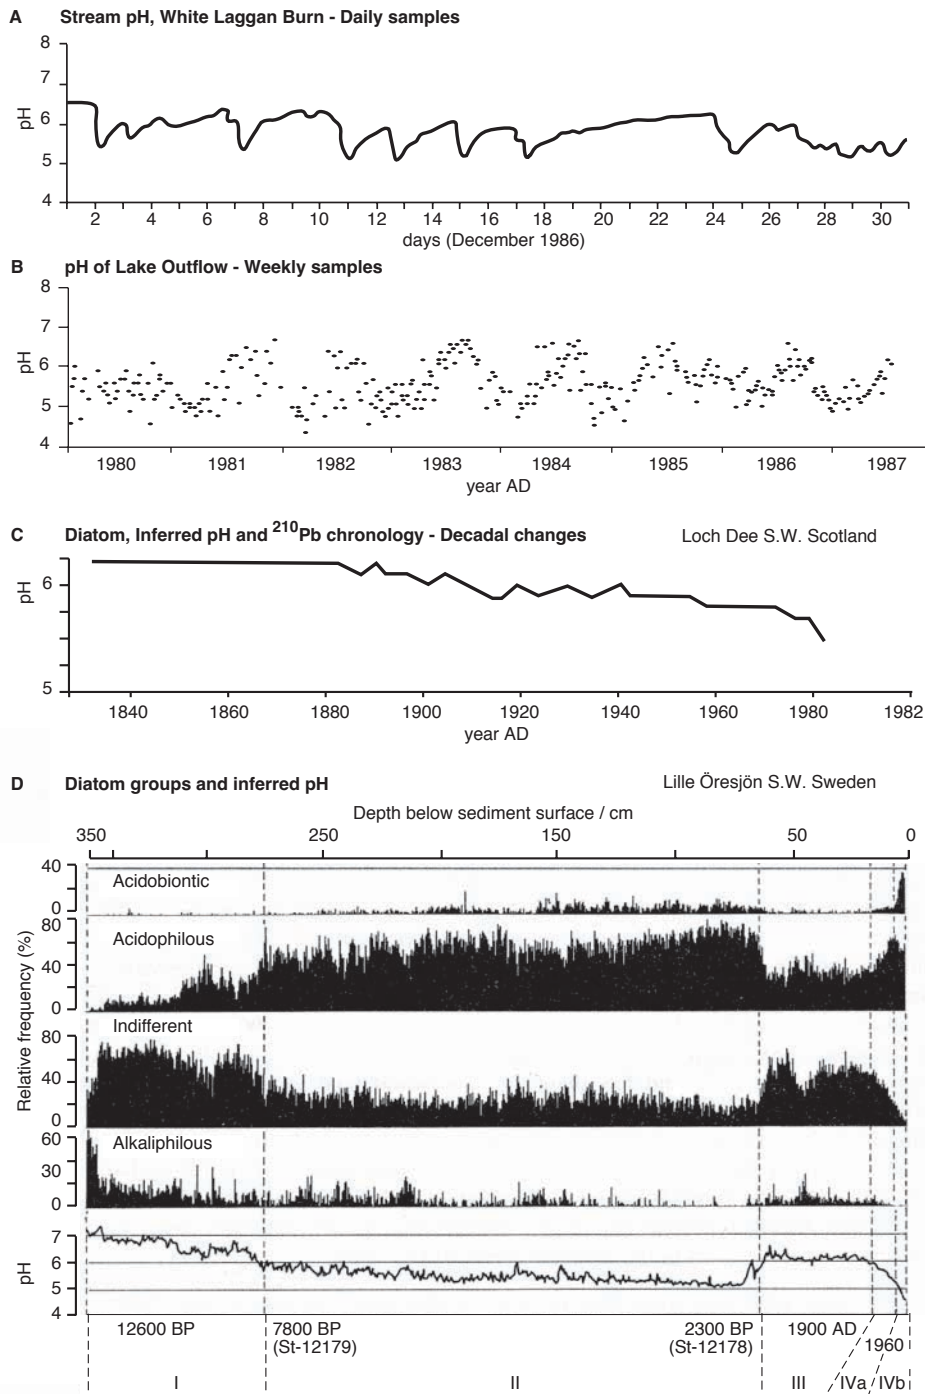 A Stream pH, White Laggan Burn - Daily samples
8
7
6
5
4
pH
2 4 6 8 10 12 14 16 18 20 22 24 26 28 30
days (December 1986)
B pH of Lake Outflow - Weekly samples
8
7
6
5
4
pH
1980 1981 1982 1983 1984 1985 1986 1987
year AD
C Diatom, Inferred pH and 210Pb chronology - Decadal changes Loch Dee S.W. Scotland
6
5
pH
1840 1860 1880 1900 1920 1940 1960 1980 1982
year AD
D Diatom groups and inferred pH Lille Öresjön S.W. Sweden
Depth below sediment surface / cm
350 250 150 50 0
Relative frequency (%)
40
0
Acidobiontic
80
40
0
Acidophilous
80
40
0
Indifferent
60
30
0
Alkaliphilous
7
6
5
4
pH
12600 BP 7800 BP 2300 BP 1900 AD
(St-12179) (St-12178) 1960
I II III IVa IVb